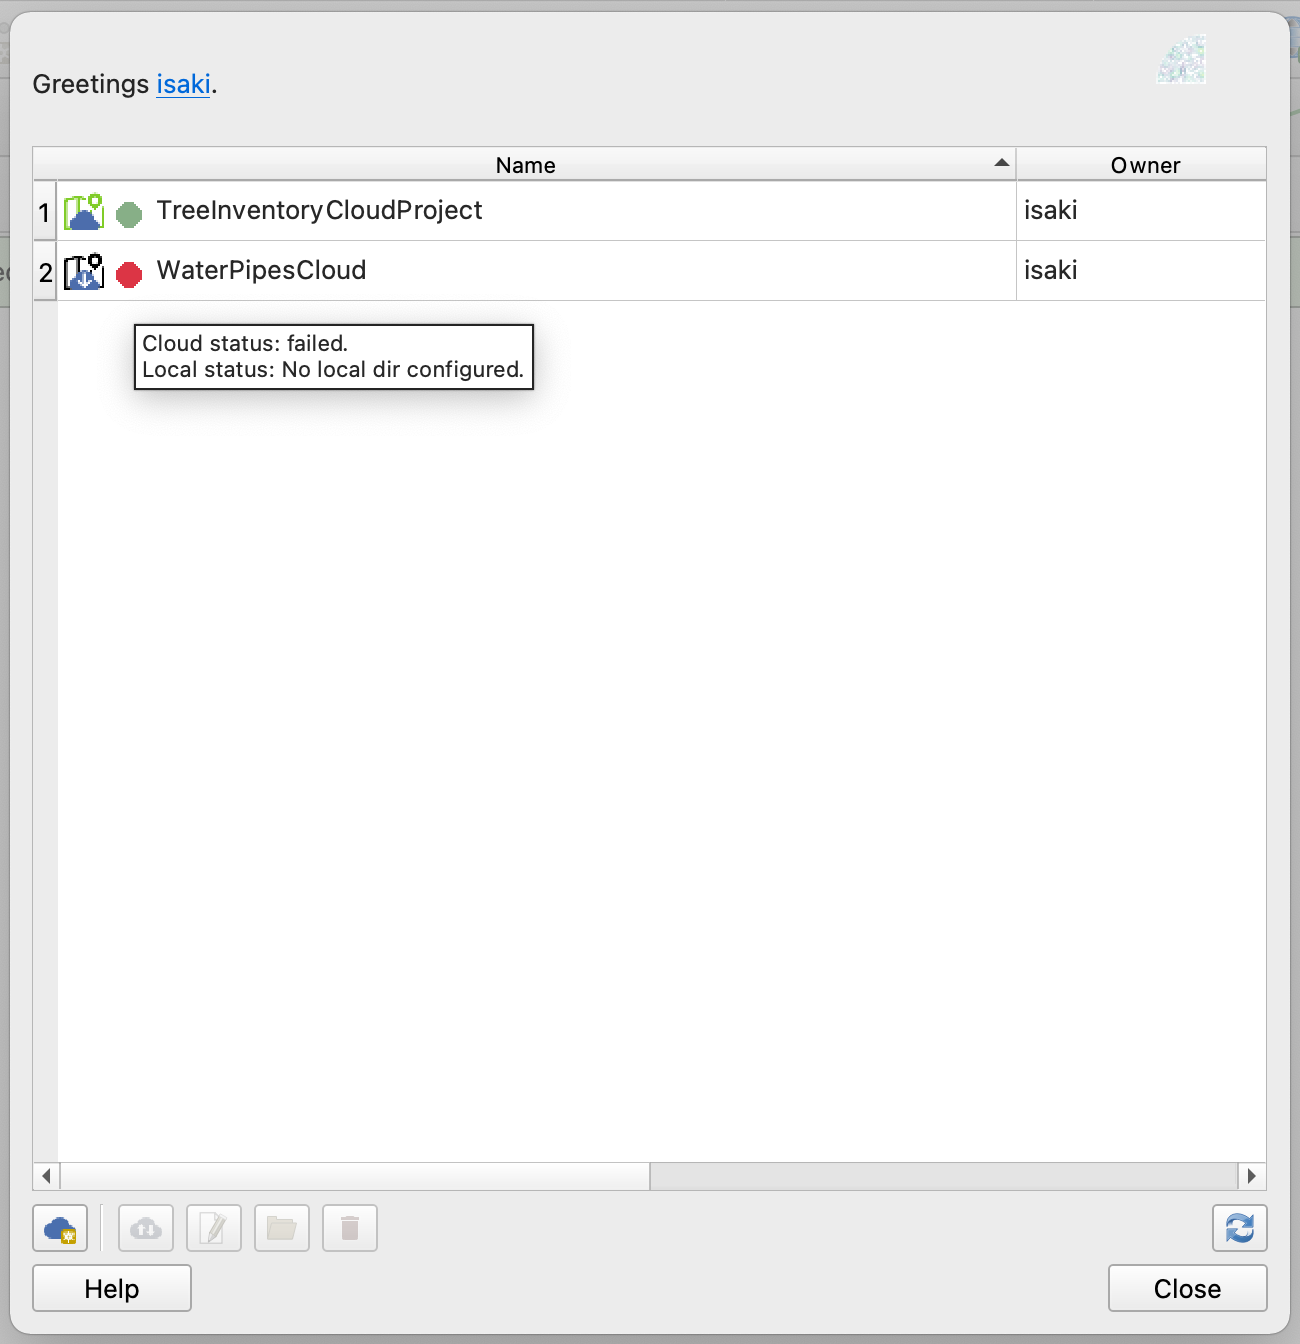 Greetings isaki.
Name Owner
1 TreeInventoryCloudProject isaki
2 WaterPipesCloud isaki
Cloud status: failed.
Local status: No local dir configured.
Help Close